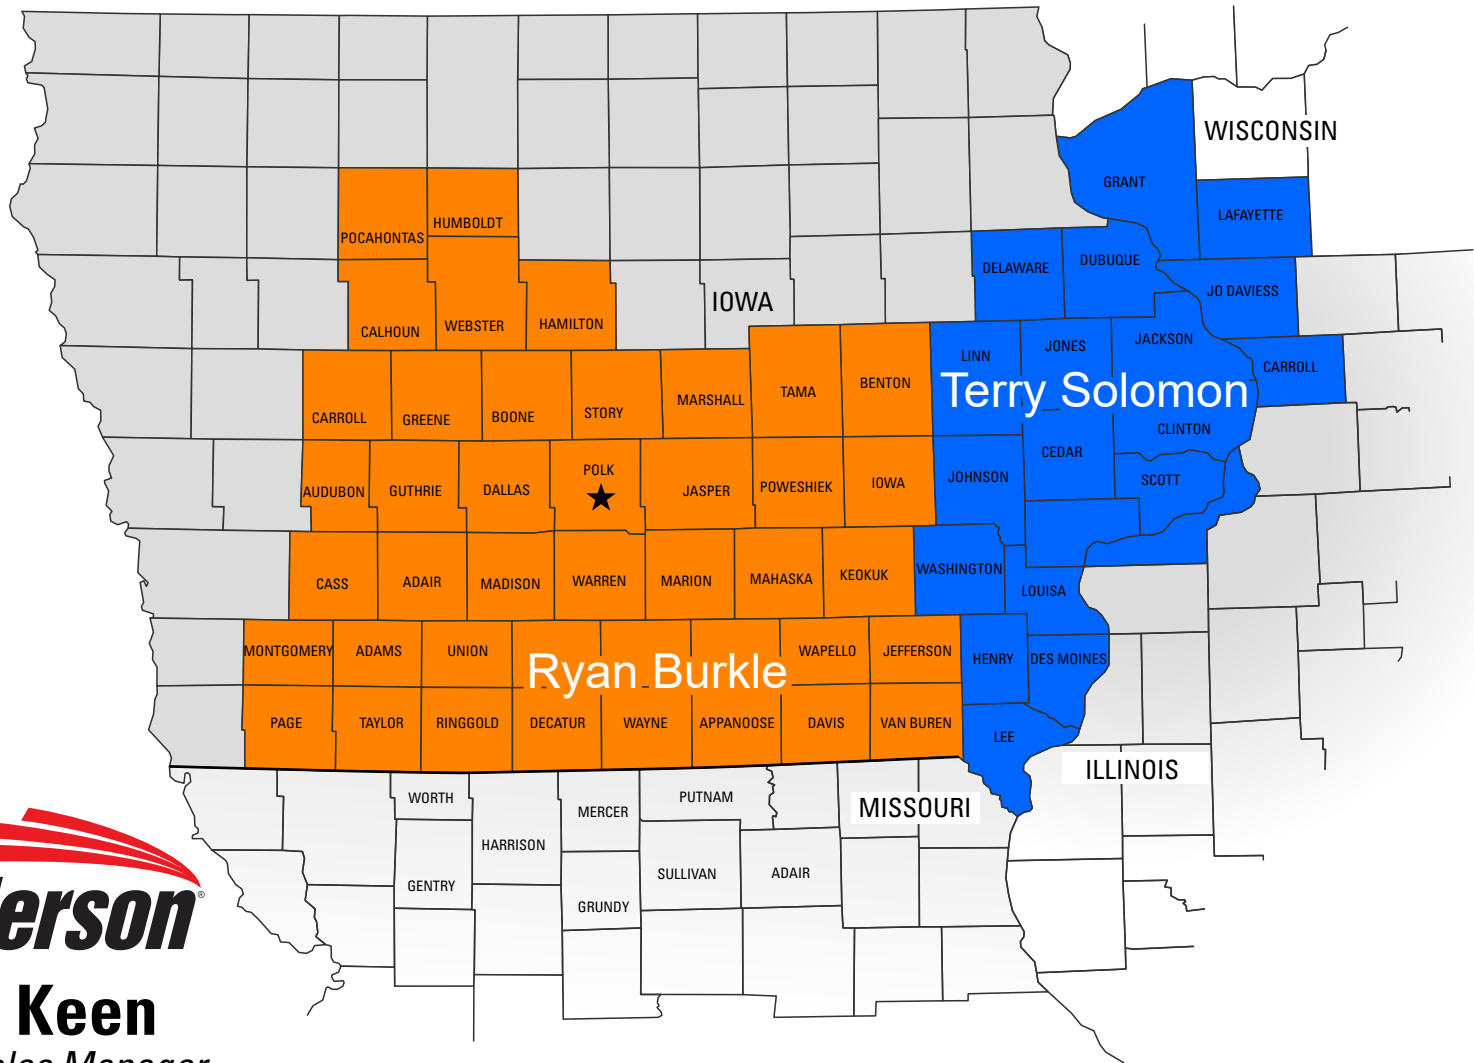 WISCONSIN
GRANT
LAFAYETTE
HUMBOLDT
POCAHONTAS
DELAWARE
DUBUQUE
JO DAVIESS
IOWA
CALHOUN
WEBSTER
HAMILTON
LINN
JONES
JACKSON
CARROLL
TAMA
BENTON
Terry Solomon
MARSHALL
CARROLL
GREENE
BOONE
STORY
CLINTON
CEDAR
POLK
AUDUBON
GUTHRIE
DALLAS
JASPER
POWESHIEK
IOWA
JOHNSON
SCOTT
CASS
ADAIR
MADISON
WARREN
MARION
MAHASKA
KEOKUK
WASHINGTON
LOUISA
MONTGOMERY
ADAMS
UNION
WAPELLO
JEFFERSON
HENRY
DES MOINES
Ryan Burkle
PAGE
TAYLOR
RINGGOLD
DECATUR
WAYNE
APPANOOSE
DAVIS
VAN BUREN
LEE
ILLINOIS
WORTH
MERCER
PUTNAM
MISSOURI
HARRISON
GENTRY
SULLIVAN
ADAIR
GRUNDY
erson®
Keen
Manager